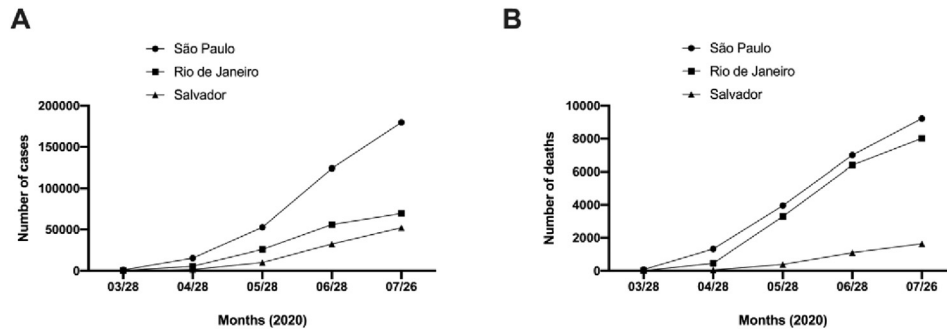 A
São Paulo
Rio de Janeiro
Salvador
Number of cases
200000
150000
100000
50000
0
03/28 04/28 05/28 06/28 07/26
Months (2020)
B
São Paulo
Rio de Janeiro
Salvador
Number of deaths
10000
8000
6000
4000
2000
0
03/28 04/28 05/28 06/28 07/26
Months (2020)